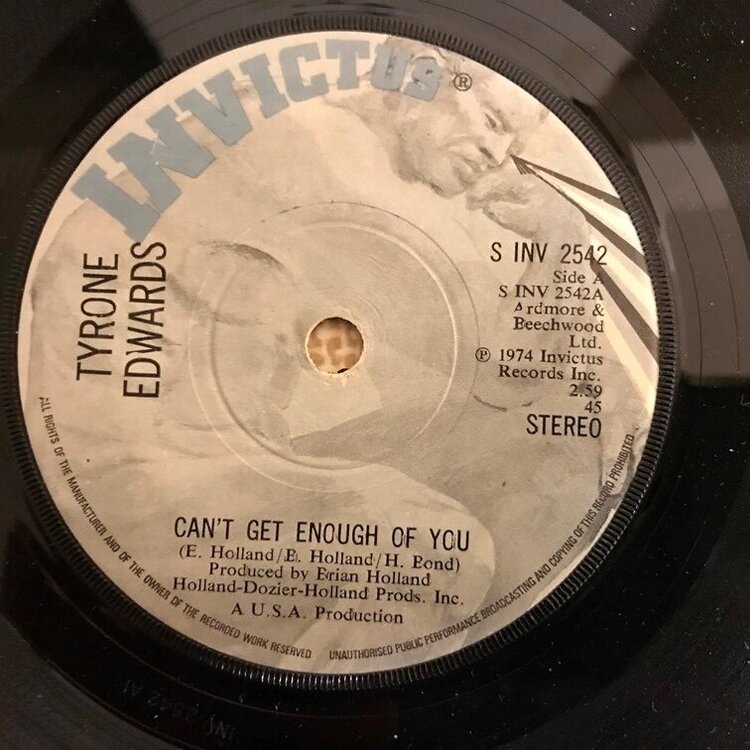 INVICTUS®
TYRONE
EDWARDS
S INV 2542
Side A
S INV 2542A
Ardmore &
Beechwood
Ltd.
℗ 1974 Invictus
Records Inc.
2.59
45
STEREO
CAN'T GET ENOUGH OF YOU
(E. Holland/B. Holland/H. Bond)
Produced by Brian Holland
Holland-Dozier-Holland Prods. Inc.
A U.S.A. Production
ALL RIGHTS OF THE MANUFACTURER AND OF THE OWNER OF THE RECORDED WORK RESERVED
UNAUTHORISED PUBLIC PERFORMANCE BROADCASTING AND COPYING OF THIS RECORD PROHIBITED
INV 2542 A1